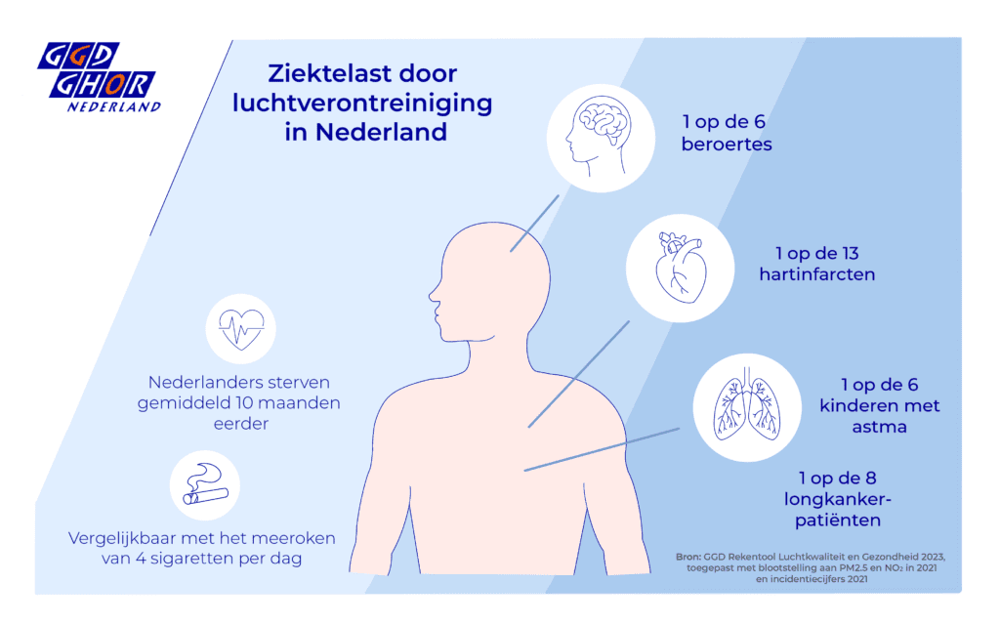 GGD
GHOR
NEDERLAND
Ziektelast door
luchtverontreiniging
in Nederland
1 op de 6
beroertes
1 op de 13
hartinfarcten
Nederlanders sterven
gemiddeld 10 maanden
eerder
1 op de 6
kinderen met
astma
Vergelijkbaar met het meeroken
van 4 sigaretten per dag
1 op de 8
longkanker-
patiënten
Bron: GGD Rekentool Luchtkwaliteit en Gezondheid 2023,
toegepast met blootstelling aan PM2.5 en NO₂ in 2021
en incidentiecijfers 2021